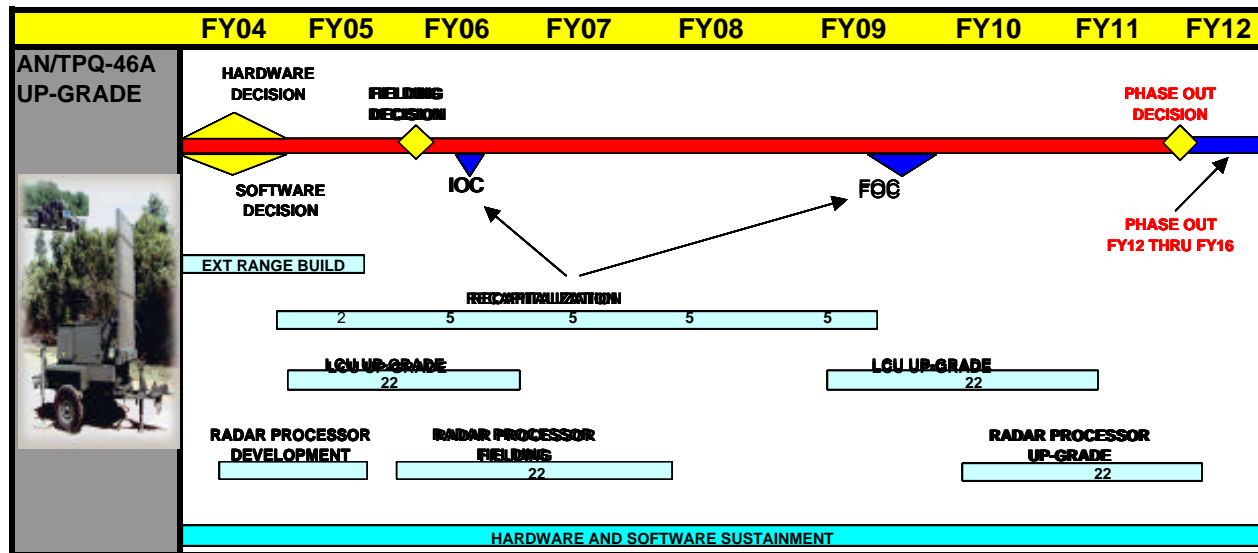 FY04 FY05 FY06 FY07 FY08 FY09 FY10 FY11 FY12
AN/TPQ-46A
UP-GRADE
HARDWARE
DECISION
FIELDING
DECISION
PHASE OUT
DECISION
SOFTWARE
DECISION
IOC
FOC
PHASE OUT
FY12 THRU FY16
EXT RANGE BUILD
RECAPITALIZATION
2 5 5 5 5
LCU UP-GRADE
22
LCU UP-GRADE
22
RADAR PROCESSOR
DEVELOPMENT
RADAR PROCESSOR
FIELDING
22
RADAR PROCESSOR
UP-GRADE
22
HARDWARE AND SOFTWARE SUSTAINMENT